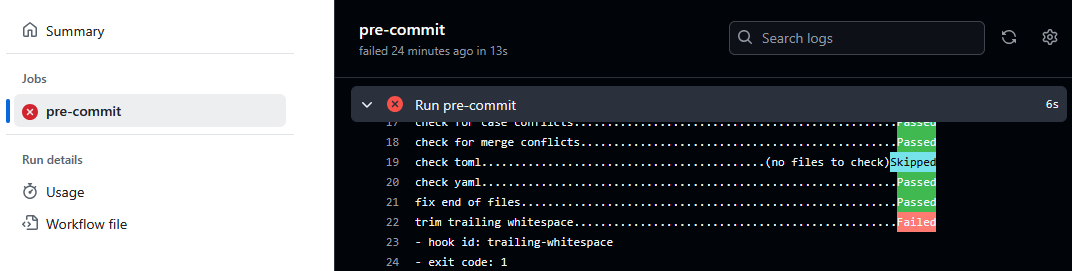 Summary
Jobs
pre-commit
Run details
Usage
Workflow file
pre-commit
failed 24 minutes ago in 13s
Search logs
Run pre-commit 6s
17 check for case conflicts.................................................Passed
18 check for merge conflicts................................................Passed
19 check toml...........................................(no files to check)Skipped
20 check yaml...............................................................Passed
21 fix end of files.........................................................Passed
22 trim trailing whitespace.................................................Failed
23 - hook id: trailing-whitespace
24 - exit code: 1